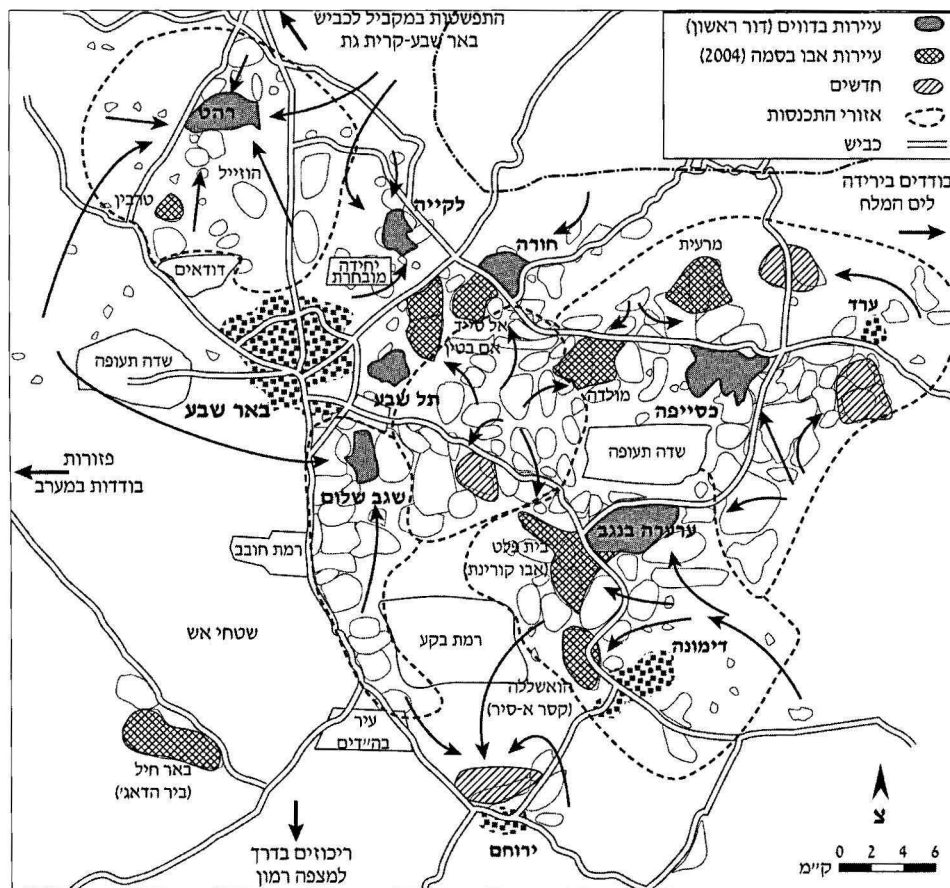 התפשטות במקביל לכביש
באר שבע-קרית גת
עיירות בדווים (דור ראשון)
עיירות אבו בסמה (2004)
חדשים
אזורי התכנסות
כביש
בודדים בירידה
לים המלח
רהט
הוזייל
טרבין
דודאים
לקייה
יחידה
מובחרת
חורה
אל סייד
אם בטין
מרעית
ערד
שדה תעופה
באר שבע
תל שבע
מולדה
כסייפה
שדה תעופה
פזורות
בודדות במערב
שגב שלום
רמת חובב
ערערה בנגב
בית פלט
(אבו קורינת)
שטחי אש
רמת בקע
דימונה
הואשללה
(קסר א-סיר)
עיר
בה"דים
באר חיל
(ביר הדאג')
ריכוזים בדרך
למצפה רמון
ירוחם
צ
ק"מ
0 2 4 6